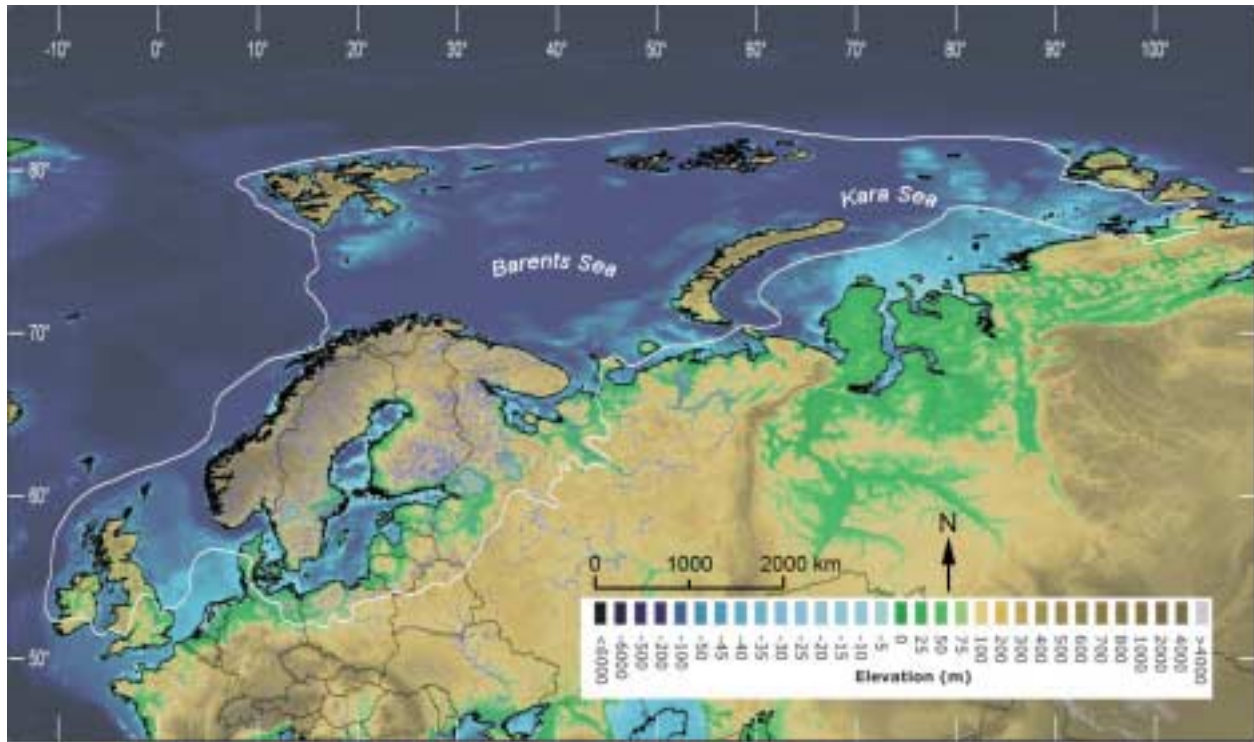 -10° 0° 10° 20° 30° 40° 50° 60° 70° 80° 90° 100°
80°
Kara Sea
Barents Sea
70°
60°
N
0 1000 2000 km
50°
<6000 -6000 -500 -200 -100 -50 -45 -40 -35 -30 -25 -20 -15 -10 -5 0 25 50 75 100 200 300 400 500 600 700 800 1000 2000 4000 >4000
Elevation (m)